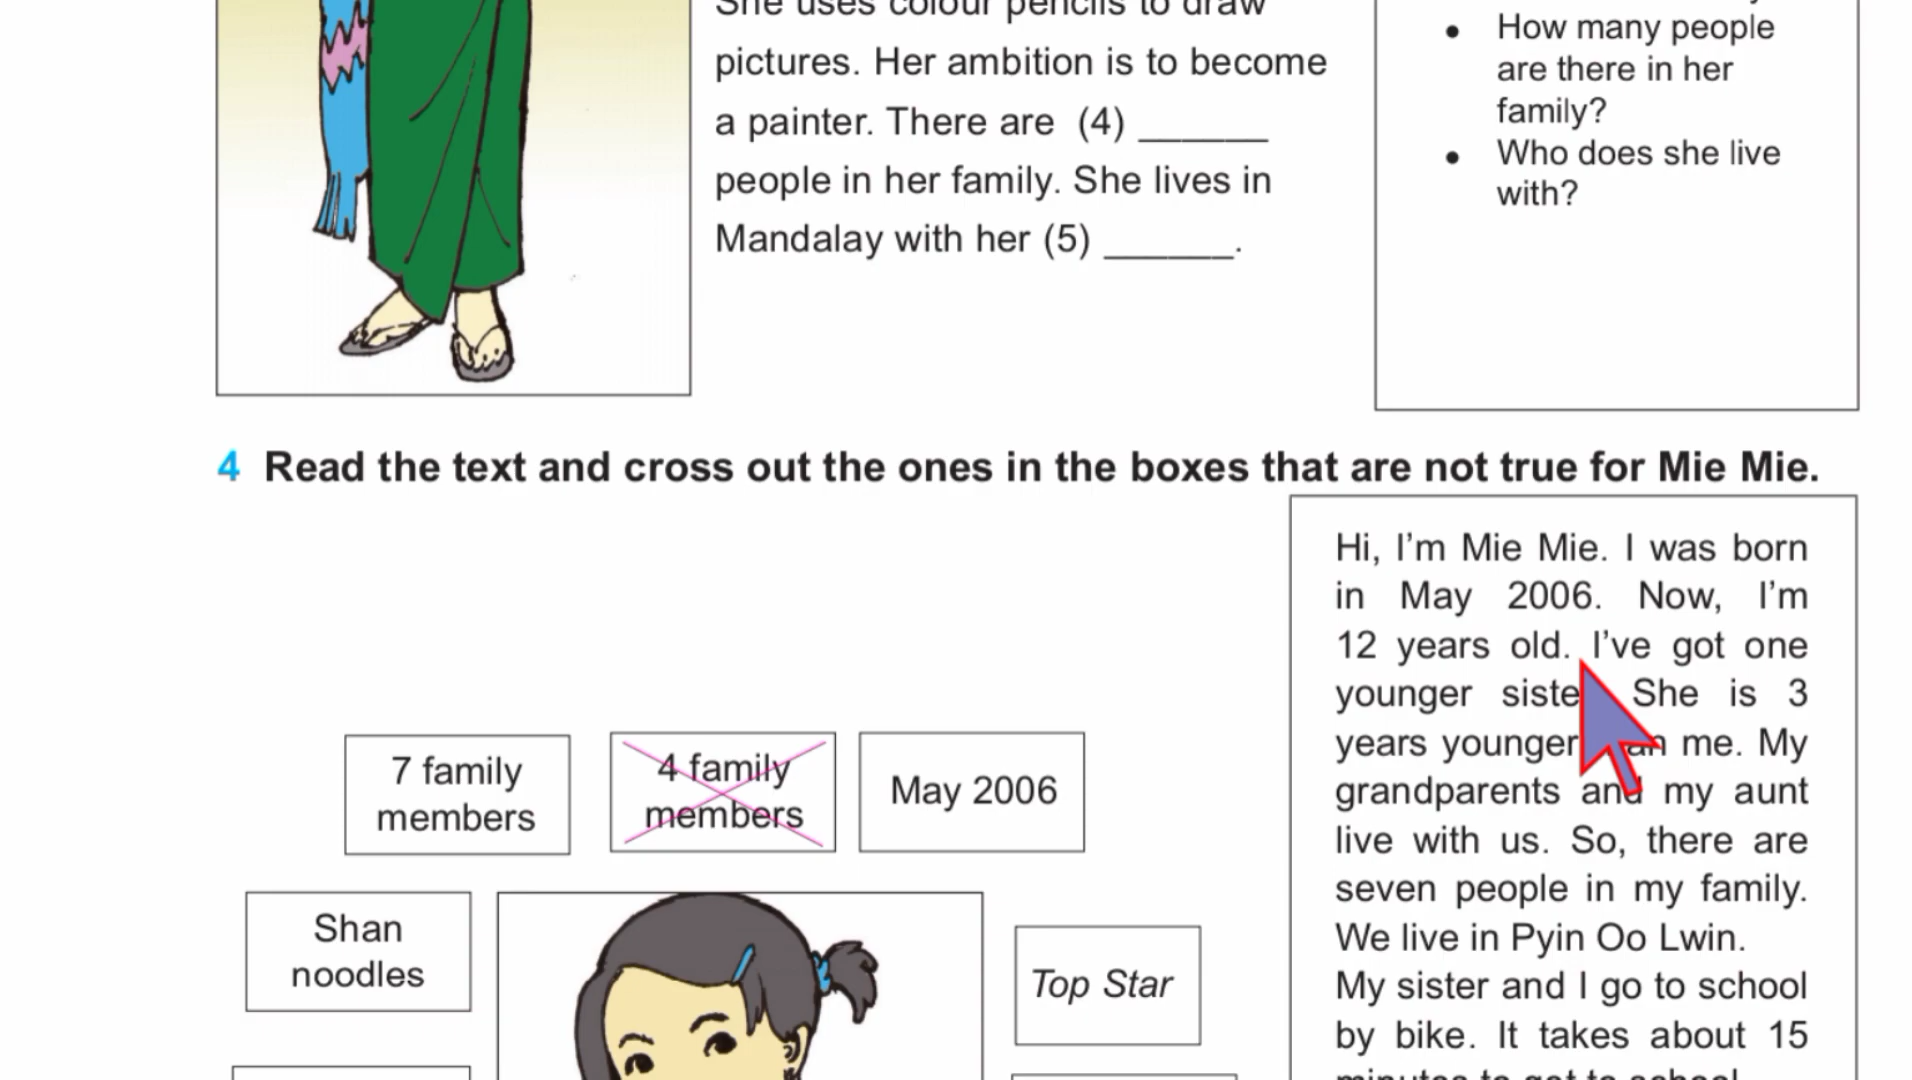 She uses colour pencils to draw
pictures. Her ambition is to become
a painter. There are (4) ______
people in her family. She lives in
Mandalay with her (5) ______.
• How many people
are there in her
family?
• Who does she live
with?
4 Read the text and cross out the ones in the boxes that are not true for Mie Mie.
7 family
members
4 family
members
May 2006
Shan
noodles
Top Star
Hi, I'm Mie Mie. I was born
in May 2006. Now, I'm
12 years old. I've got one
younger siste She is 3
years younger me. My
grandparents and my aunt
live with us. So, there are
seven people in my family.
We live in Pyin Oo Lwin.
My sister and I go to school
by bike. It takes about 15
minutes to get to school.